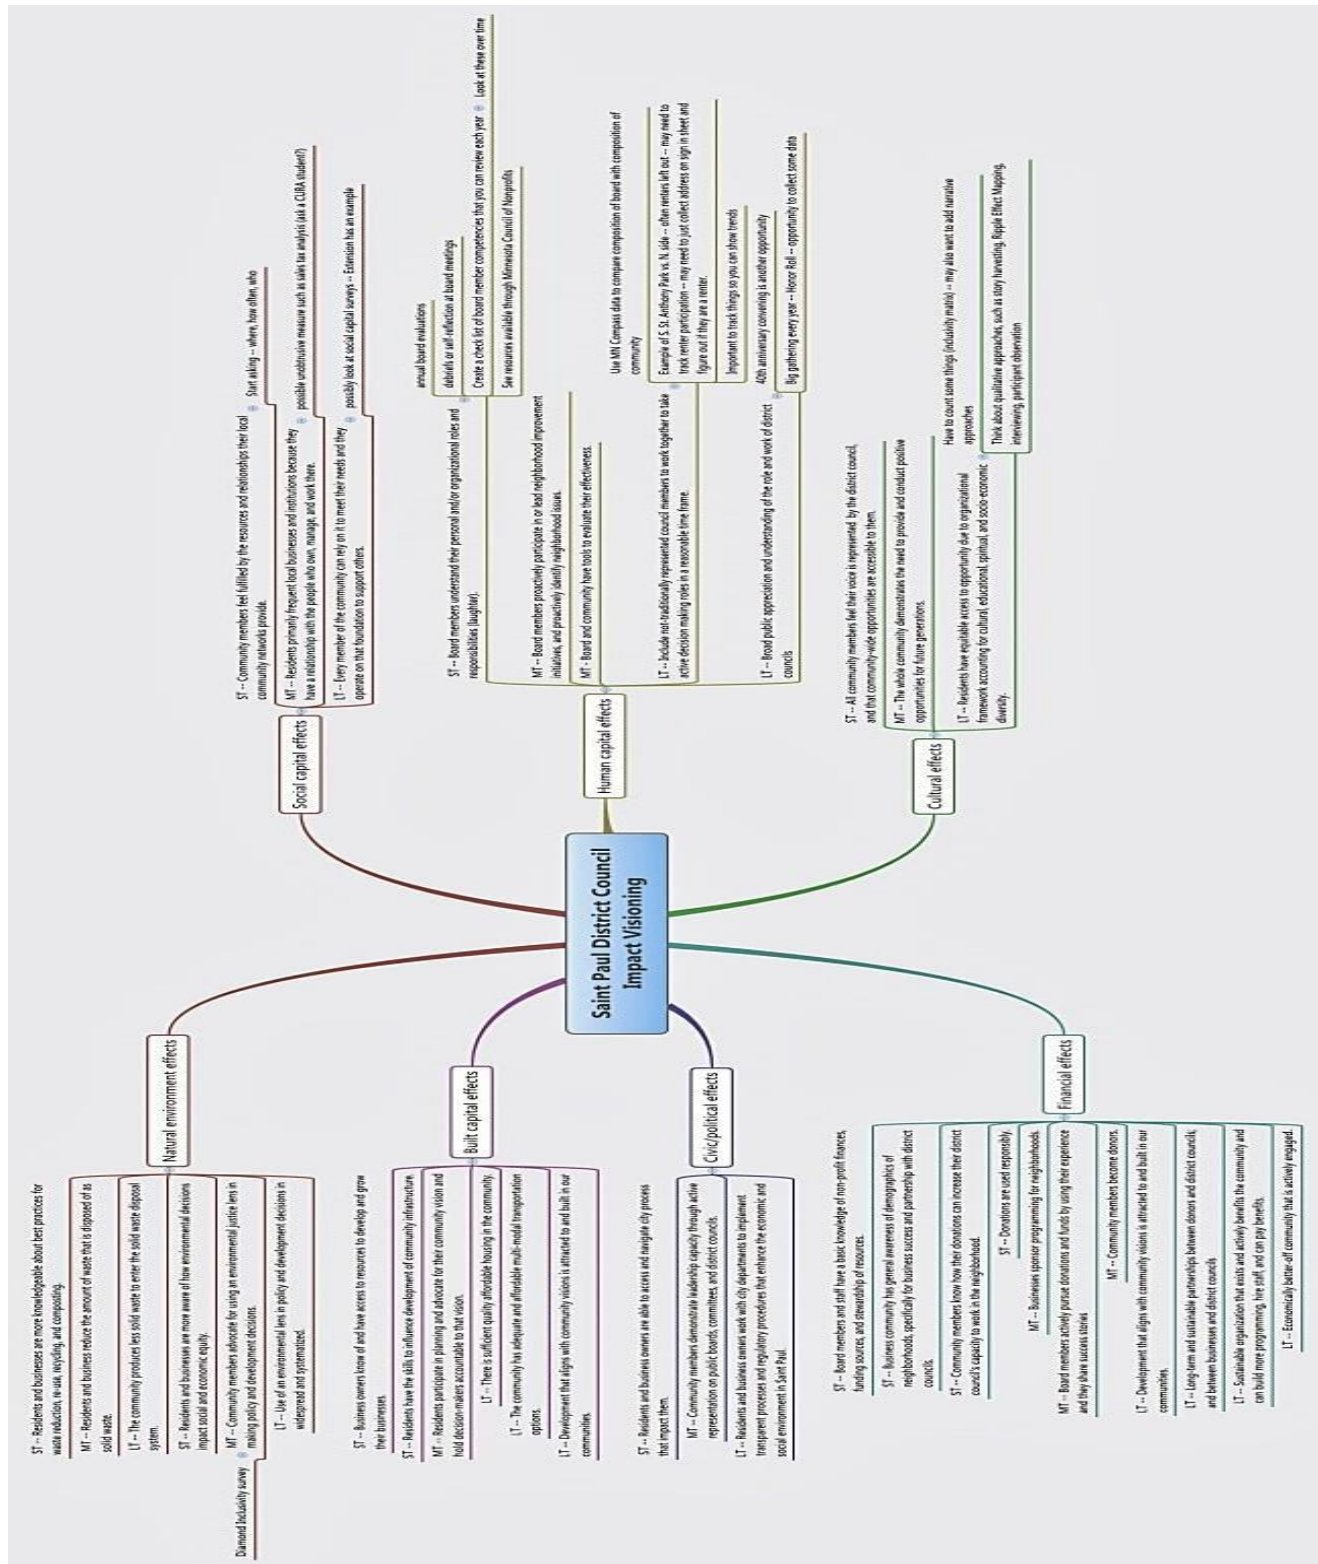 Saint Paul District Council
Impact Visioning
Social capital effects
ST -- Community members feel fulfilled by the resources and relationships their local
community networks provide.
Start asking -- where, how often, who
MT -- Residents primarily frequent local businesses and institutions because they
have a relationship with the people who own, manage, and work there.
possible unobtrusive measure such as sales tax analysis (ask a CURA student?)
LT -- Every member of the community can rely on it to meet their needs and they
operate on that foundation to support others.
possibly look at social capital surveys -- Extension has an example
Human capital effects
ST -- Board members understand their personal and/or organizational roles and
responsibilities (laughter).
annual board evaluations
debriefs or self-reflection at board meetings
Create a check list of board member competencies that you can review each year
Look at these over time
See resources available through Minnesota Council of Nonprofits
MT -- Board members proactively participate in or lead neighborhood improvement
initiatives, and proactively identify neighborhood issues.
MT - Board and community have tools to evaluate their effectiveness.
LT -- Include not-traditionally represented council members to work together to take
active decision making roles in a reasonable time frame.
Use MN Compass data to compare composition of board with composition of
community
Example of S. St. Anthony Park vs. N. side -- often renters left out -- may need to
track renter participation -- may need to just collect address on sign in sheet and
figure out if they are a renter.
Important to track things so you can show trends
LT -- Broad public appreciation and understanding of the role and work of district
councils
40th anniversary convening is another opportunity
Big gathering every year -- Honor Roll -- opportunity to collect some data
Cultural effects
ST -- All community members feel their voice is represented by the district council,
and that community-wide opportunities are accessible to them.
MT -- The whole community demonstrates the need to provide and conduct positive
opportunities for future generations.
LT -- Residents have equitable access to opportunity due to organizational
framework accounting for cultural, educational, spiritual, and socio-economic
diversity.
Have to count some things (inclusivity matrix) -- may also want to add narrative
approaches
Think about qualitative approaches, such as story harvesting, Ripple Effect Mapping,
interviewing, participant observation
Natural environment effects
ST -- Residents and businesses are more knowledgeable about best practices for
waste reduction, re-use, recycling, and composting.
MT -- Residents and business reduce the amount of waste that is disposed of as
solid waste.
LT -- The community produces less solid waste to enter the solid waste disposal
system.
ST -- Residents and businesses are more aware of how environmental decisions
impact social and economic equity.
MT -- Community members advocate for using an environmental justice lens in
making policy and development decisions.
Diamond Inclusivity survey
LT -- Use of an environmental lens in policy and development decisions in
widespread and systematized.
Built capital effects
ST -- Business owners know of and have access to resources to develop and grow
their businesses
ST -- Residents have the skills to influence development of community infrastructure.
MT -- Residents participate in planning and advocate for their community vision and
hold decision-makers accountable to that vision.
LT -- There is sufficient quality affordable housing in the community.
LT -- The community has adequate and affordable multi-modal transportation
options.
LT -- Development that aligns with community visions is attracted to and built in our
communities.
Civic/political effects
ST -- Residents and business owners are able to access and navigate city process
that impact them.
MT -- Community members demonstrate leadership capacity through active
representation on public boards, committees, and district councils.
LT -- Residents and business owners work with city departments to implement
transparent processes and regulatory procedures that enhance the economic and
social environment in Saint Paul.
Financial effects
ST -- Board members and staff have a basic knowledge of non-profit finances,
funding sources, and stewardship of resources.
ST -- Business community has general awareness of demographics of
neighborhoods, specifically for business success and partnership with district
councils.
ST -- Community members know how their donations can increase their district
council's capacity to work in the neighborhood.
ST -- Donations are used responsibly.
MT -- Businesses sponsor programming for neighborhoods.
MT -- Board members actively pursue donations and funds by using their experience
and they share success stories
MT -- Community members become donors.
LT -- Development that aligns with community visions is attracted to and built in our
communities.
LT -- Long-term and sustainable partnerships between donors and district councils;
and between businesses and district councils
LT -- Sustainable organization that exists and actively benefits the community and
can build more programming, hire staff, and can pay benefits.
LT -- Economically better-off community that is actively engaged.